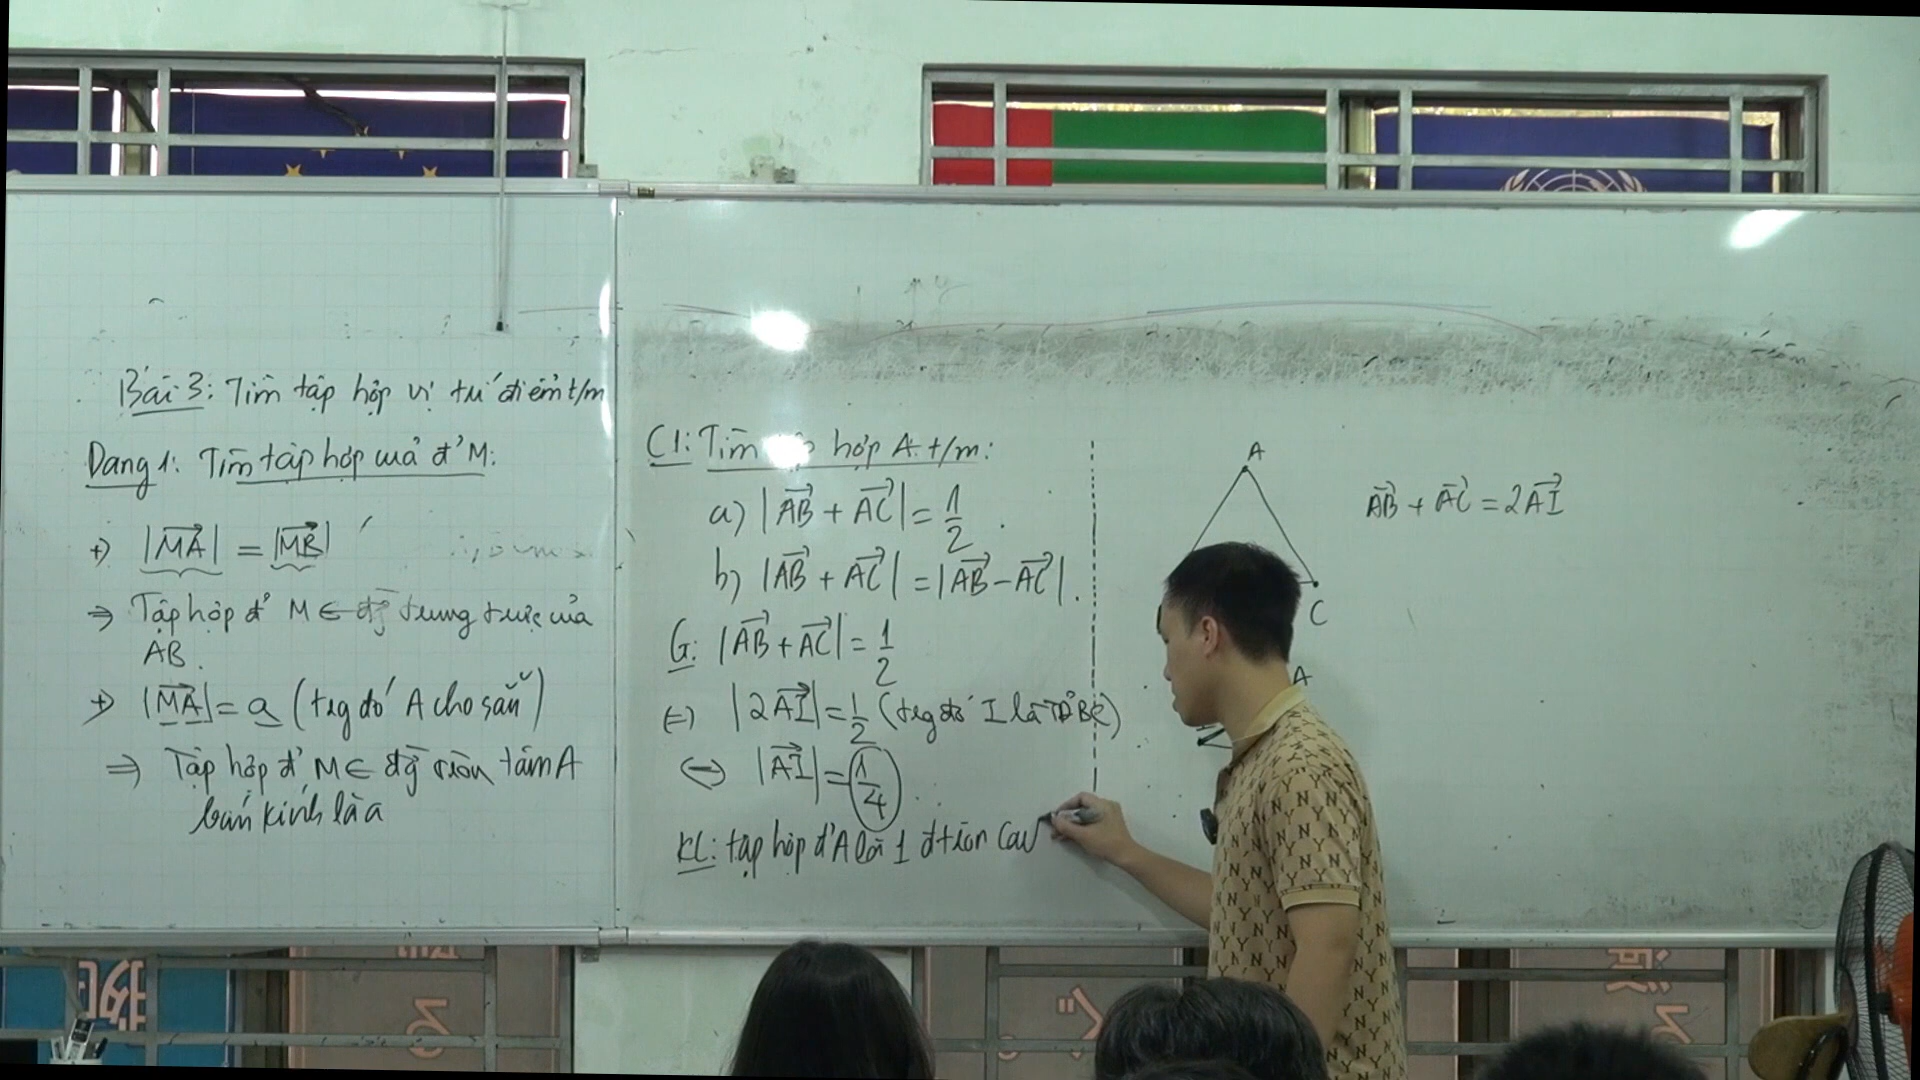 Bài 3: Tìm tập hợp vị trí điểm t/m
Dạng 1: Tìm tập hợp của đ' M:
+) |MA| = |MB|
=> Tập hợp đ' M ∈ đg trung trực của
AB.
+) |MA| = a (trg đó A cho sẵn)
=> Tập hợp đ' M ∈ đg tròn tâm A
bán kính là a
C1: Tìm tập hợp A t/m:
a) |AB + AC| = 1/2
b) |AB + AC| = |AB - AC|.
G: |AB + AC| = 1/2
<=> |2AI| = 1/2 (trg đó I là TĐ BC)
<=> |AI| = 1/4
KL: tập hợp đ' A là 1 đtròn
A
C
AB + AC = 2AI
A